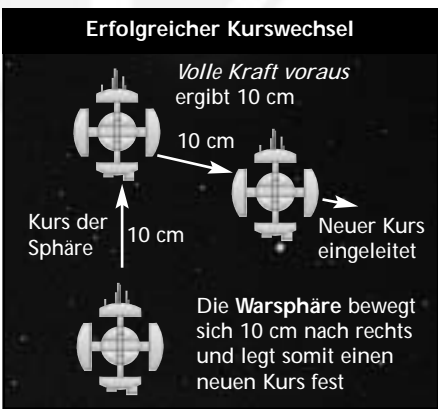 Erfolgreicher Kurswechsel
Volle Kraft voraus
ergibt 10 cm
10 cm
Kurs der
Sphäre
10 cm
Neuer Kurs
eingeleitet
Die Warsphäre bewegt
sich 10 cm nach rechts
und legt somit einen
neuen Kurs fest